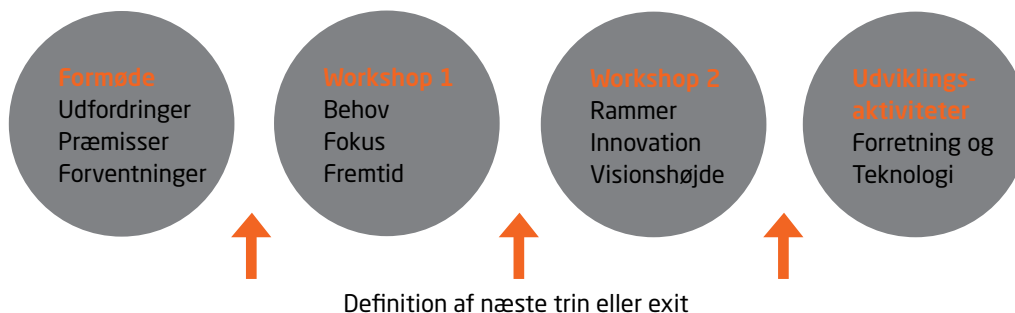 Formøde
Udfordringer
Præmisser
Forventninger
Workshop 1
Behov
Fokus
Fremtid
Workshop 2
Rammer
Innovation
Visionshøjde
Udviklings-
aktiviteter
Forretning og
Teknologi
Definition af næste trin eller exit